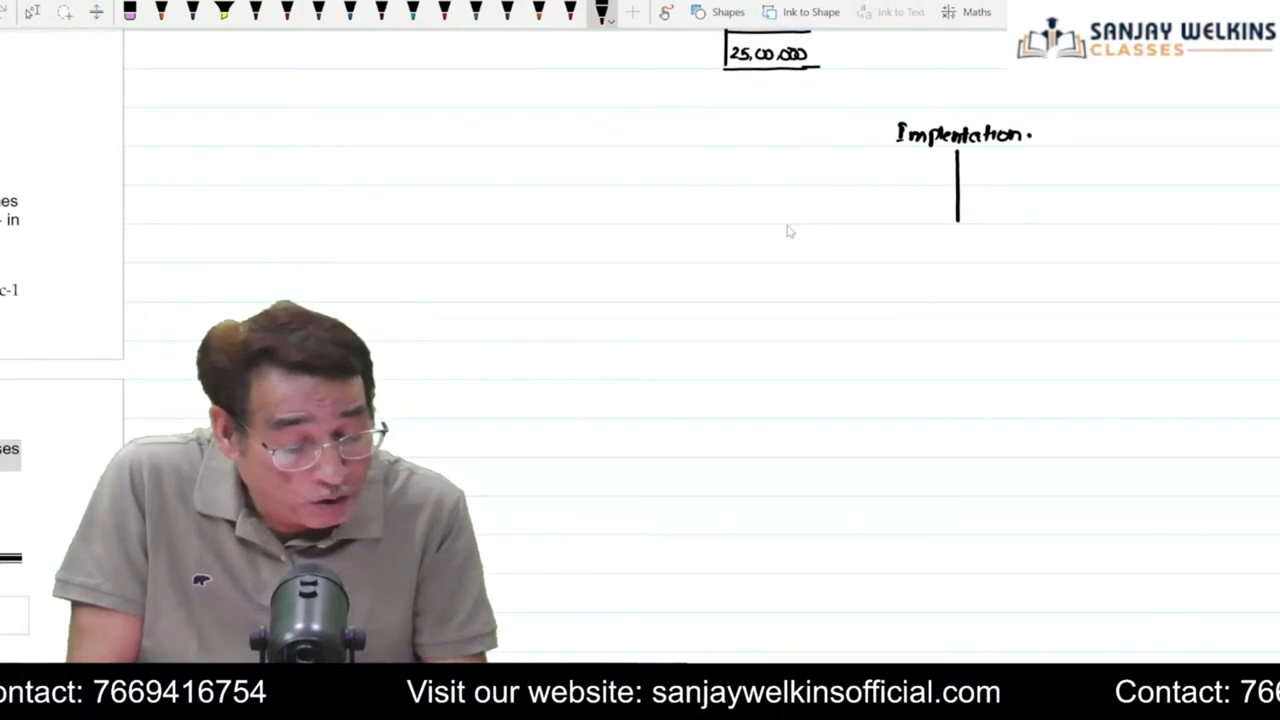 Shapes
Ink to Shape
Ink to Text
Maths
SANJAY WELKINS
CLASSES
25,00,000
Implentation.
es
in
c-1
ses
ontact: 7669416754
Visit our website: sanjaywelkinsofficial.com
Contact: 766